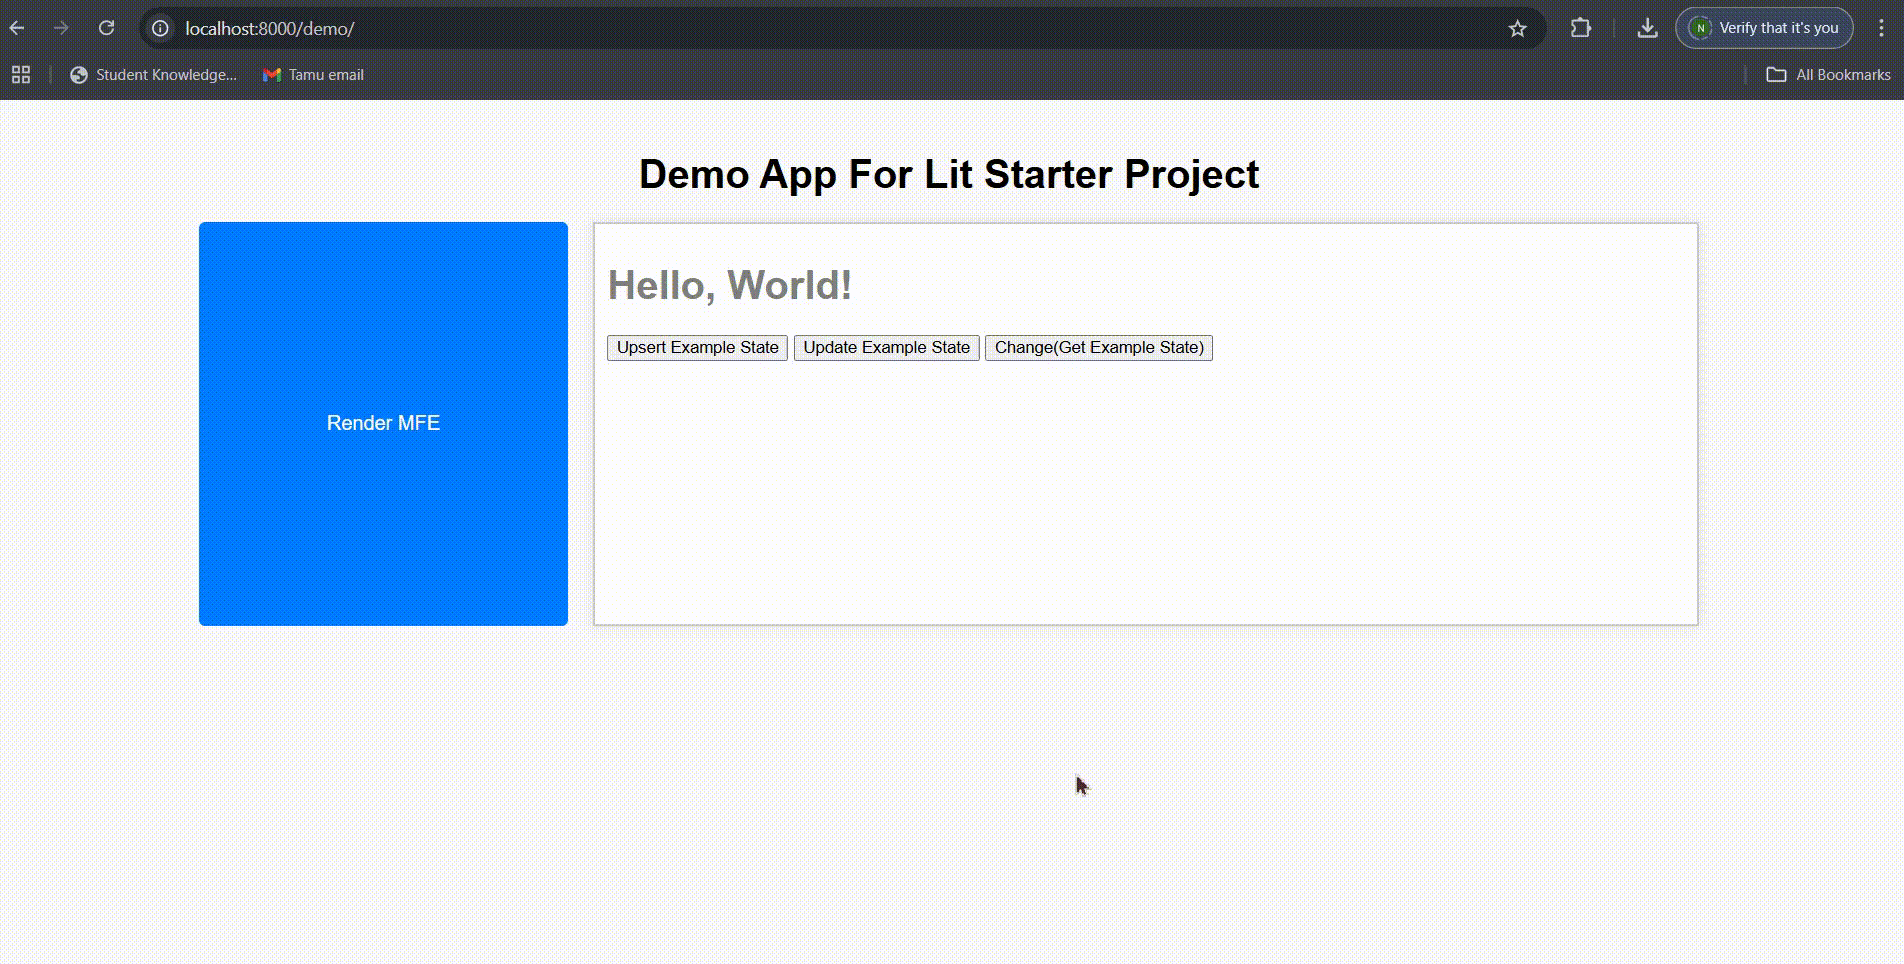 localhost:8000/demo/
N Verify that it's you
Student Knowledge...
Tamu email
All Bookmarks
Demo App For Lit Starter Project
Render MFE
Hello, World!
Upsert Example State Update Example State Change(Get Example State)